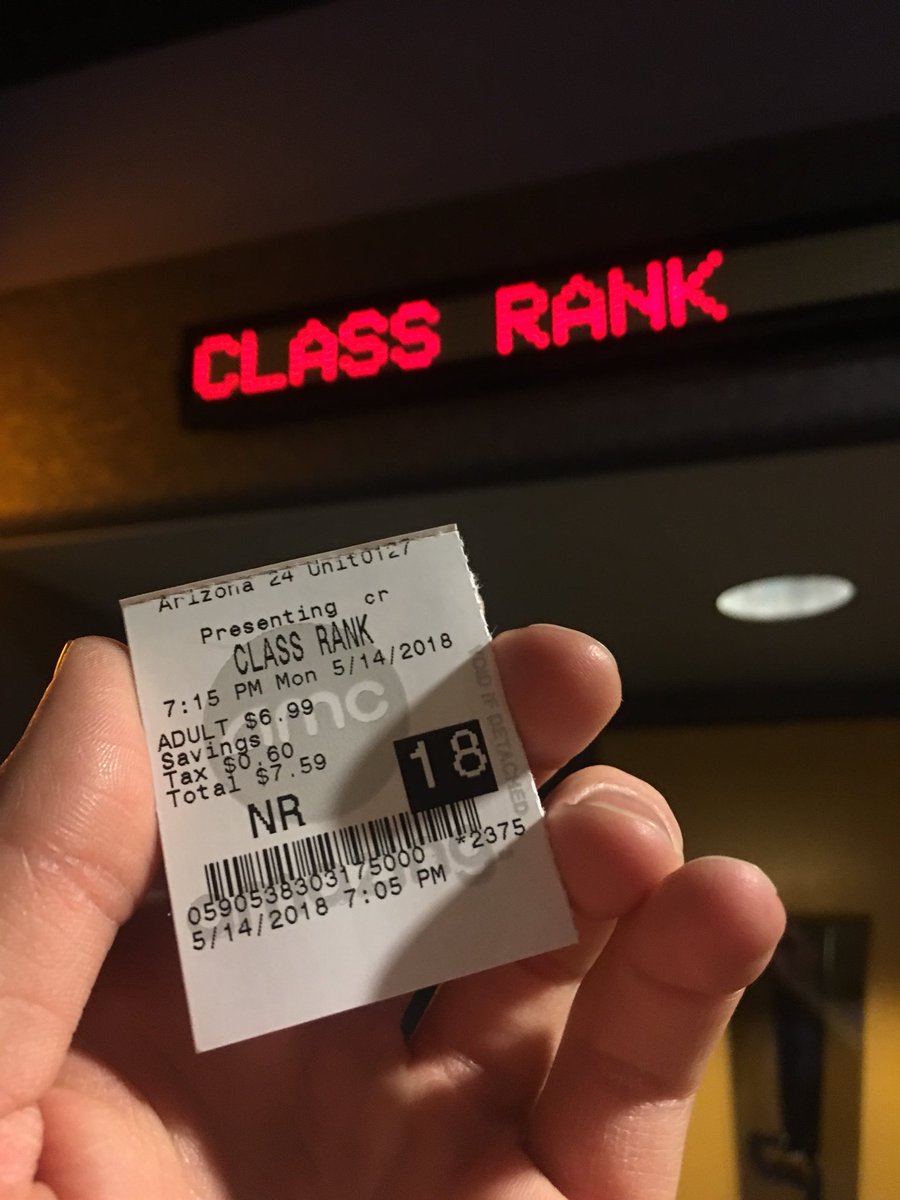 CLASS RANK
Arizona 24 Unit0127
Presenting cr
CLASS RANK
7:15 PM Mon 5/14/2018
amc
ADULT $6.99
Savings
Tax $0.60
Total $7.59
18
NR
VOID IF DETACHED
*2375
0590538303175000
5/14/2018 7:05 PM